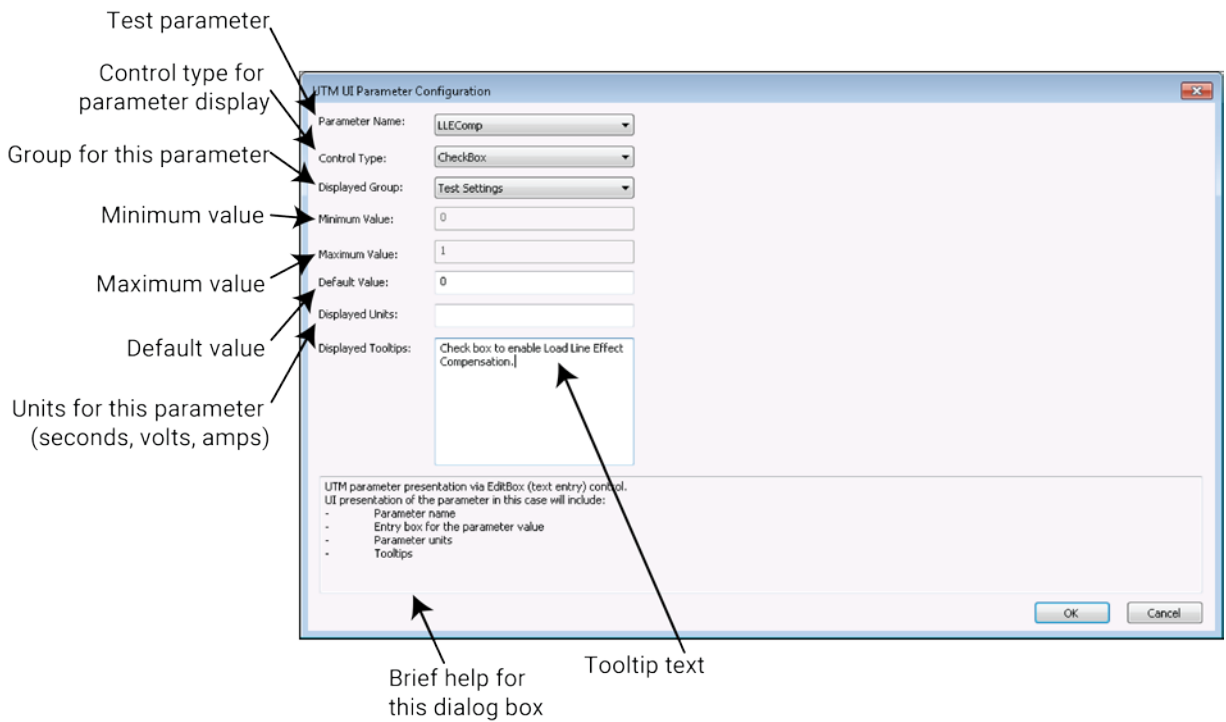 Test parameter
Control type for
parameter display
Group for this parameter
Minimum value
Maximum value
Default value
Units for this parameter
(seconds, volts, amps)
UTM UI Parameter Configuration
Parameter Name:
LLEComp
Control Type:
CheckBox
Displayed Group:
Test Settings
Minimum Value:
0
Maximum Value:
1
Default Value:
0
Displayed Units:
Displayed Tooltips:
Check box to enable Load Line Effect
Compensation.
UTM parameter presentation via EditBox (text entry) control.
UI presentation of the parameter in this case will include:
- Parameter name
- Entry box for the parameter value
- Parameter units
- Tooltips
OK
Cancel
Tooltip text
Brief help for
this dialog box